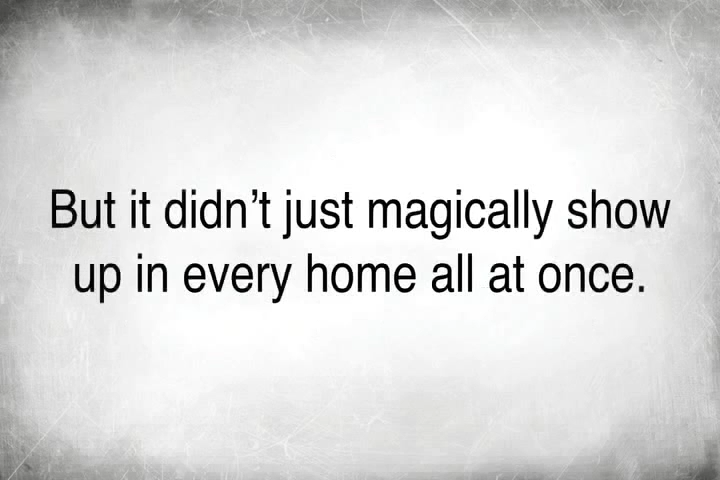 But it didn’t just magically show
up in every home all at once.